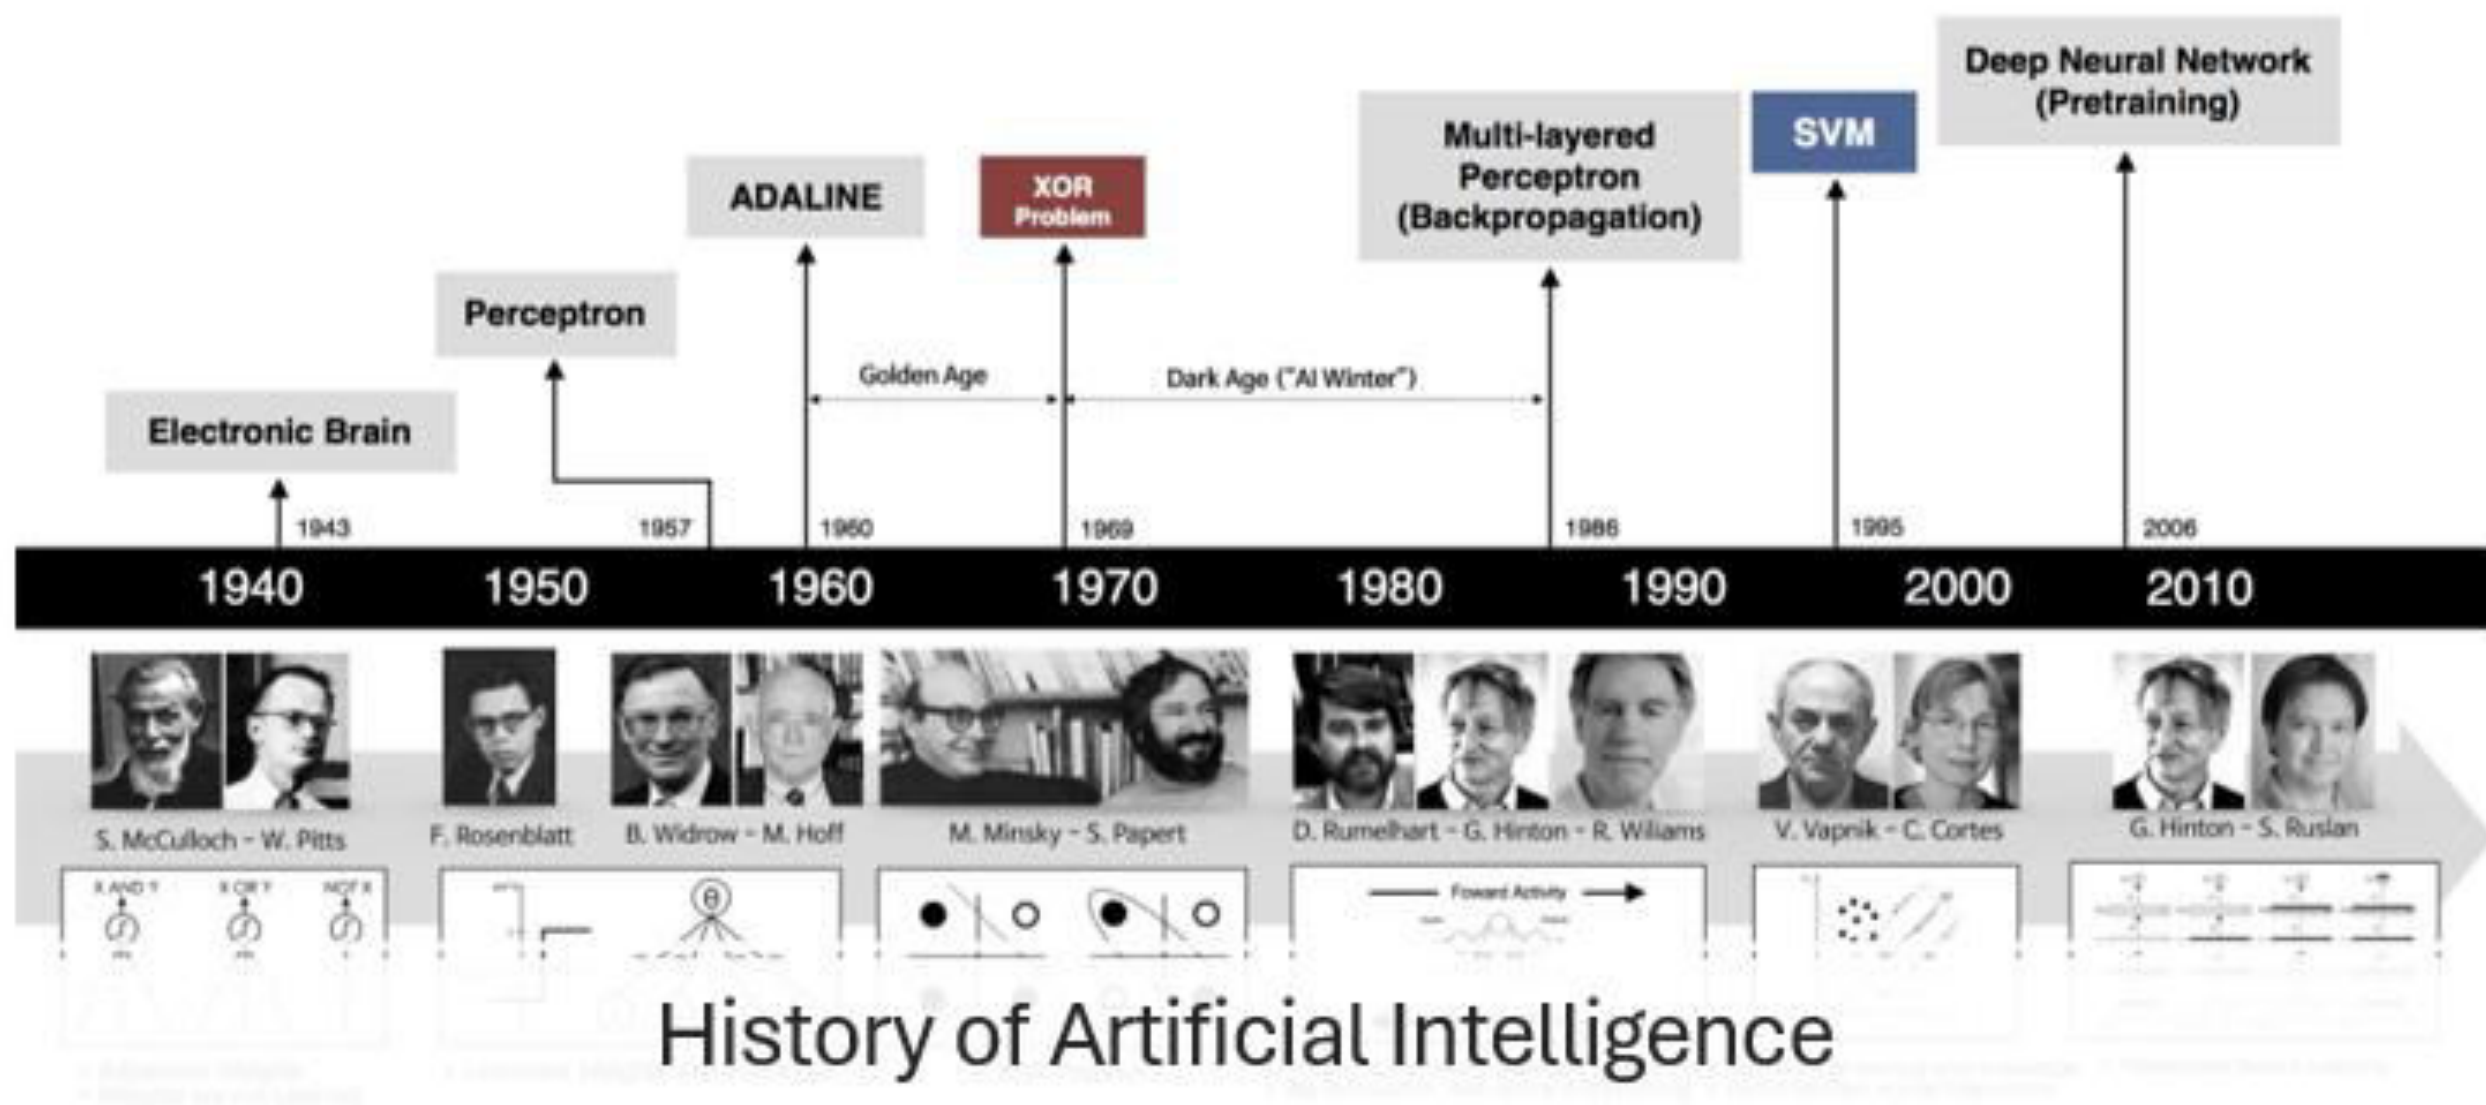 Deep Neural Network
(Pretraining)
Multi-layered
Perceptron
(Backpropagation)
SVM
ADALINE
XOR
Problem
Perceptron
Golden Age
Dark Age ("AI Winter")
Electronic Brain
1943
1957
1960
1969
1986
1995
2006
1940
1950
1960
1970
1980
1990
2000
2010
S. McCulloch – W. Pitts
F. Rosenblatt
B. Widrow – M. Hoff
M. Minsky – S. Papert
D. Rumelhart – G. Hinton – R. Wiliams
V. Vapnik – C. Cortes
G. Hinton – S. Ruslan
X AND Y
X OR Y
NOT X
θ
Foward Activity
History of Artificial Intelligence